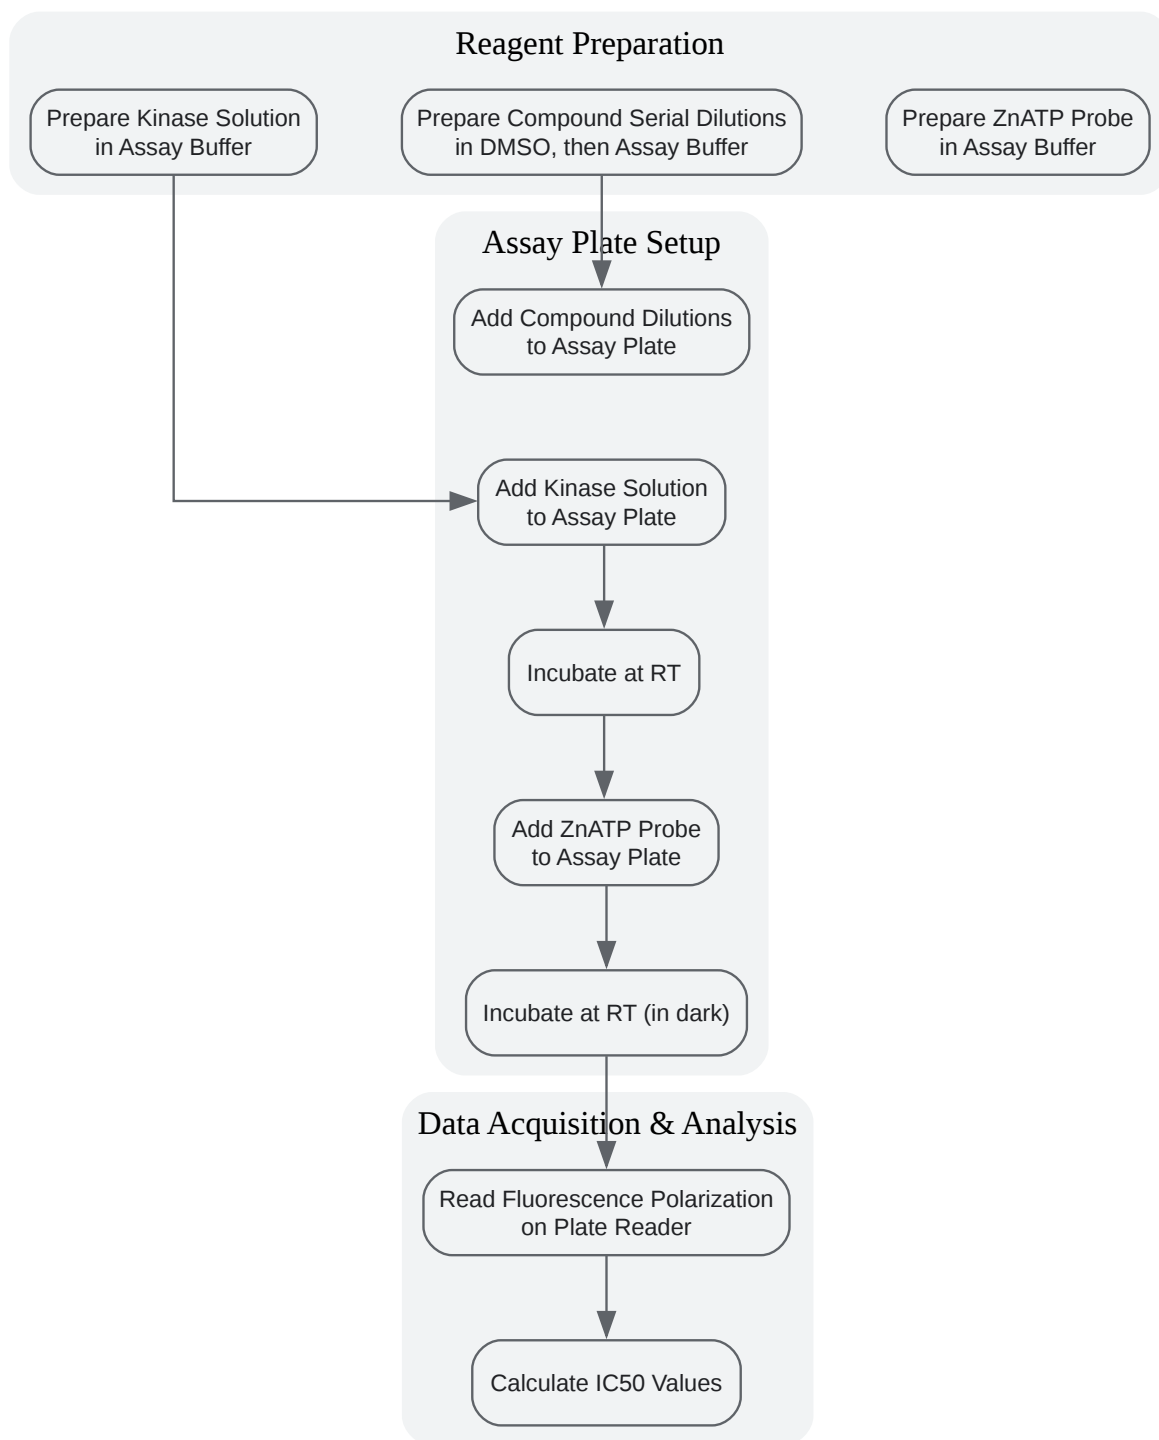 Reagent Preparation
Prepare Kinase Solution
in Assay Buffer
Prepare Compound Serial Dilutions
in DMSO, then Assay Buffer
Prepare ZnATP Probe
in Assay Buffer
Assay Plate Setup
Add Compound Dilutions
to Assay Plate
Add Kinase Solution
to Assay Plate
Incubate at RT
Add ZnATP Probe
to Assay Plate
Incubate at RT (in dark)
Data Acquisition & Analysis
Read Fluorescence Polarization
on Plate Reader
Calculate IC50 Values